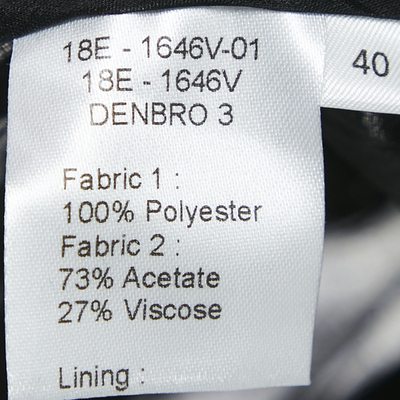 18E - 1646V-01
18E - 1646V
DENBRO 3
40
Fabric 1 :
100% Polyester
Fabric 2 :
73% Acetate
27% Viscose
Lining :